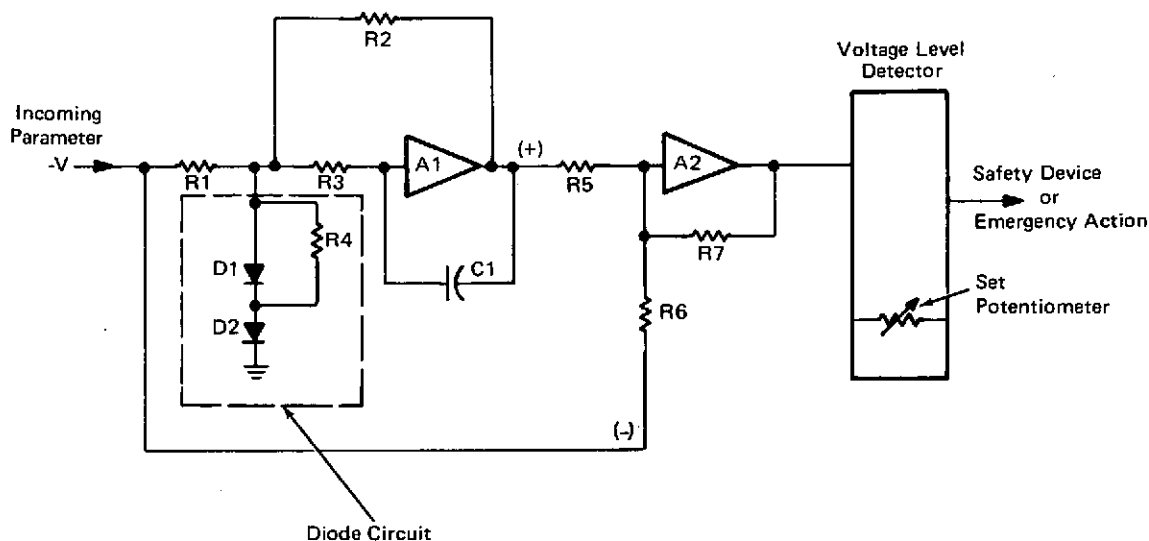 R2
Voltage Level
Detector
Incoming
Parameter
-V
R1
R3
A1
(+)
R5
A2
Safety Device
or
Emergency Action
R4
D1
C1
R7
D2
R6
Set
Potentiometer
(-)
Diode Circuit